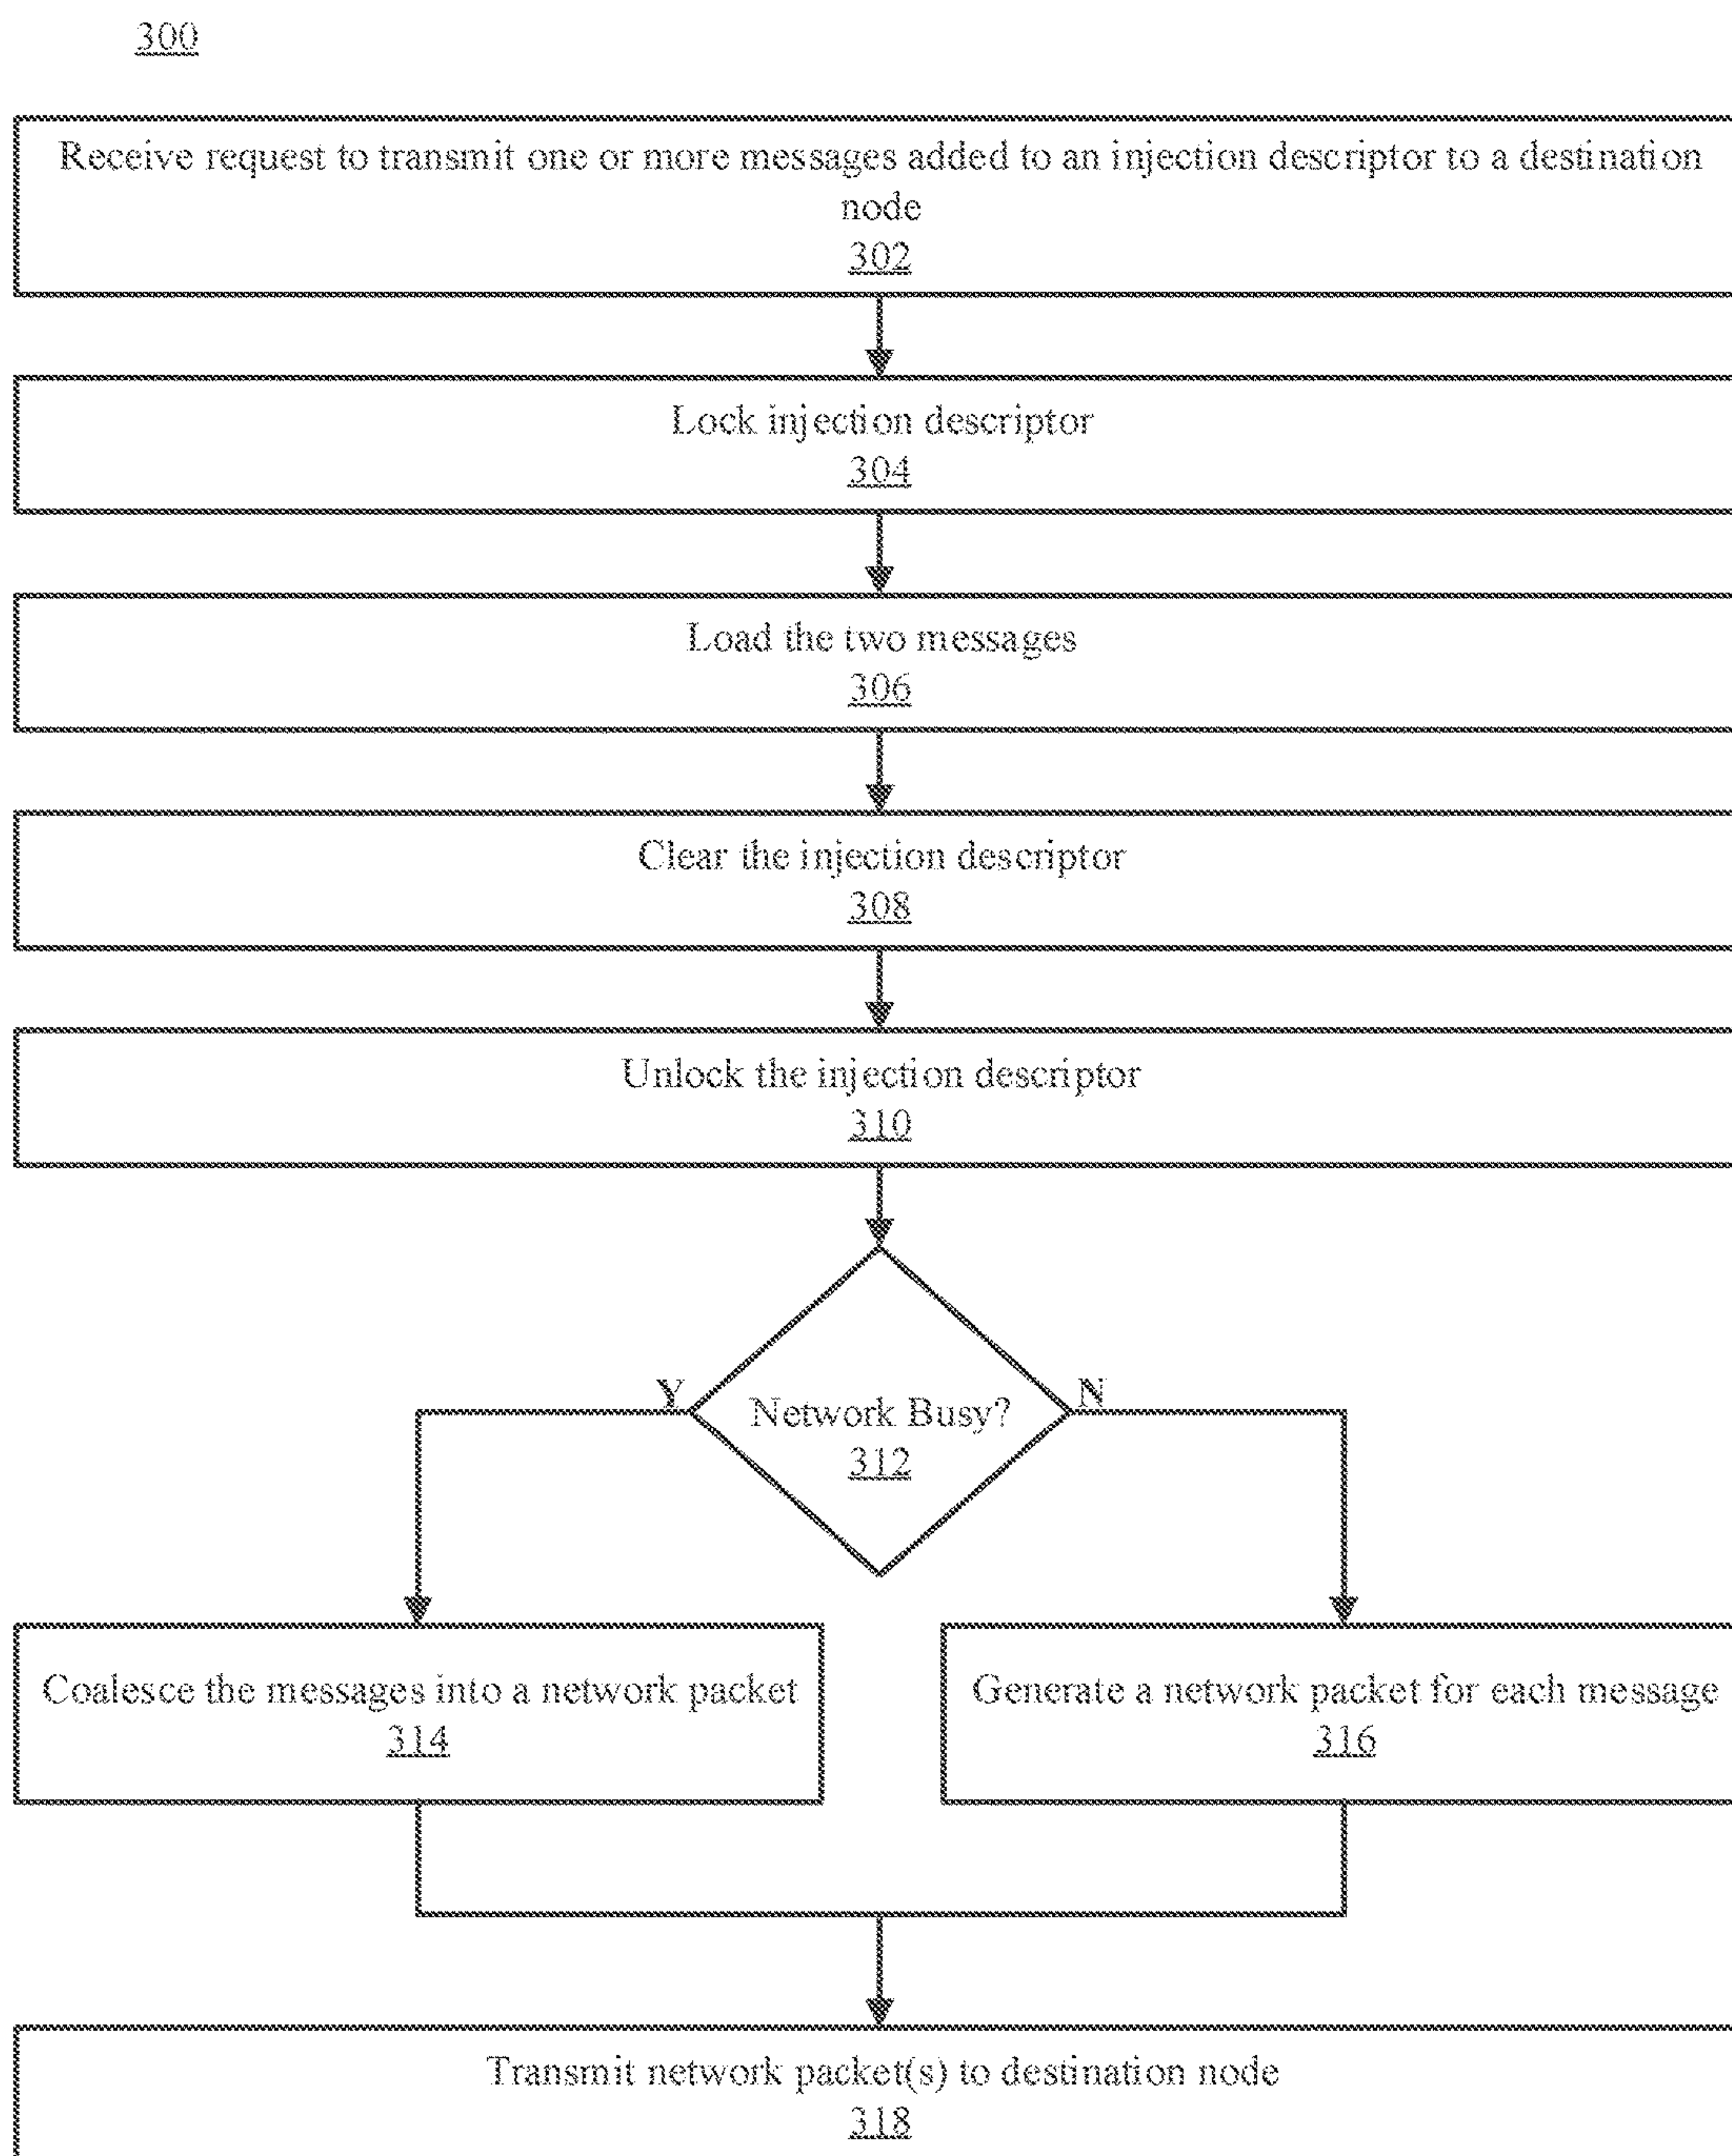 300
Receive request to transmit one or more messages added to an injection descriptor to a destination
node
302
Lock injection descriptor
304
Load the two messages
306
Clear the injection descriptor
308
Unlock the injection descriptor
310
Y
N
Network Busy?
312
Coalesce the messages into a network packet
314
Generate a network packet for each message
316
Transmit network packet(s) to destination node
318